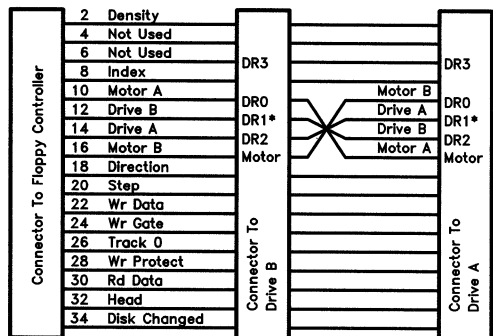 Connector To Floppy Controller
2 Density
4 Not Used
6 Not Used
8 Index
10 Motor A
12 Drive B
14 Drive A
16 Motor B
18 Direction
20 Step
22 Wr Data
24 Wr Gate
26 Track 0
28 Wr Protect
30 Rd Data
32 Head
34 Disk Changed
DR3
DR0
DR1*
DR2
Motor
Connector To
Drive B
Motor B
Drive A
Drive B
Motor A
DR3
DR0
DR1*
DR2
Motor
Connector To
Drive A